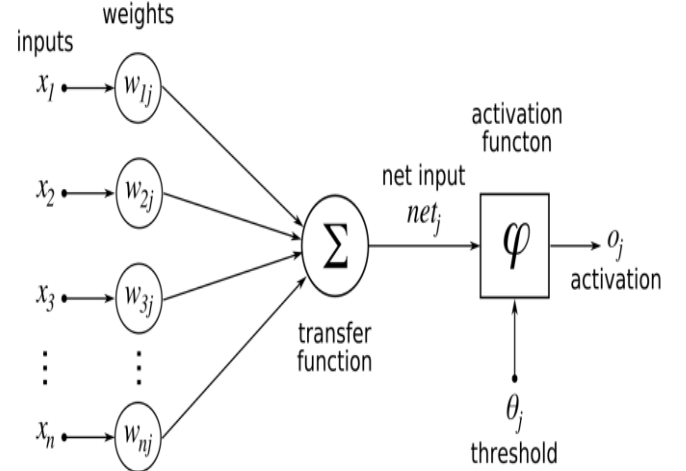 weights
inputs
x1 w1j
x2 w2j
x3 w3j
⋮ ⋮
xn wnj
Σ
transfer
function
net input
netj
activation
functon
φ
oj
activation
θj
threshold